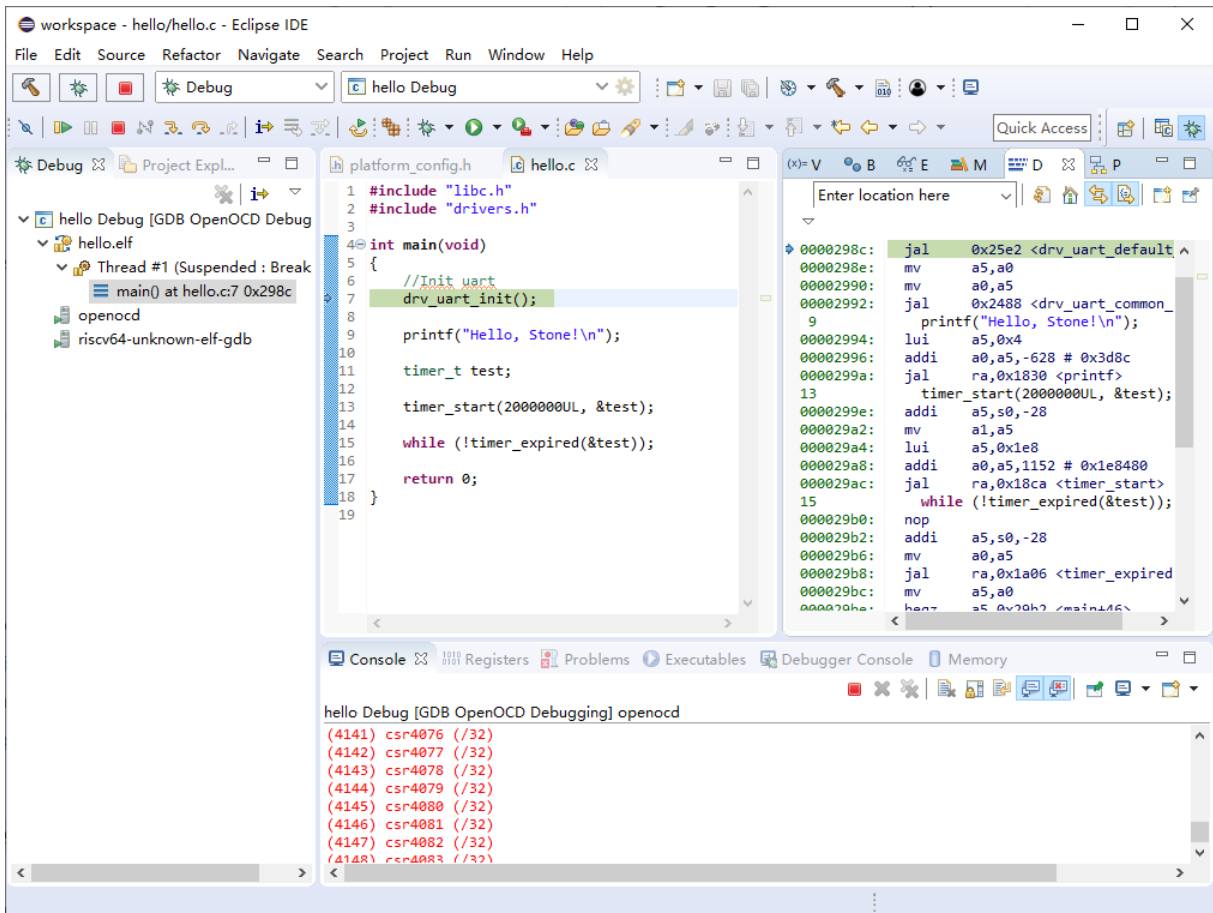 workspace - hello/hello.c - Eclipse IDE
File Edit Source Refactor Navigate Search Project Run Window Help
Debug
hello Debug
Quick Access
Debug
Project Expl...
hello Debug [GDB OpenOCD Debug
hello.elf
Thread #1 (Suspended : Break
main() at hello.c:7 0x298c
openocd
riscv64-unknown-elf-gdb
platform_config.h
hello.c
1 #include "libc.h"
2 #include "drivers.h"
3
4 int main(void)
5 {
6 //Init uart
7 drv_uart_init();
8
9 printf("Hello, Stone!\n");
10
11 timer_t test;
12
13 timer_start(2000000UL, &test);
14
15 while (!timer_expired(&test));
16
17 return 0;
18 }
19
(x)= V
B
E
M
D
P
Enter location here
0000298c: jal 0x25e2 <drv_uart_default_
0000298e: mv a5,a0
00002990: mv a0,a5
00002992: jal 0x2488 <drv_uart_common_
9 printf("Hello, Stone!\n");
00002994: lui a5,0x4
00002996: addi a0,a5,-628 # 0x3d8c
0000299a: jal ra,0x1830 <printf>
13 timer_start(2000000UL, &test);
0000299e: addi a5,s0,-28
000029a2: mv a1,a5
000029a4: lui a5,0x1e8
000029a8: addi a0,a5,1152 # 0x1e8480
000029ac: jal ra,0x18ca <timer_start>
15 while (!timer_expired(&test));
000029b0: nop
000029b2: addi a5,s0,-28
000029b6: mv a0,a5
000029b8: jal ra,0x1a06 <timer_expired
000029bc: mv a5,a0
000029be: beqz a5,0x29b2 <main+46>
Console
Registers
Problems
Executables
Debugger Console
Memory
hello Debug [GDB OpenOCD Debugging] openocd
(4141) csr4076 (/32)
(4142) csr4077 (/32)
(4143) csr4078 (/32)
(4144) csr4079 (/32)
(4145) csr4080 (/32)
(4146) csr4081 (/32)
(4147) csr4082 (/32)
(4148) csr4083 (/32)